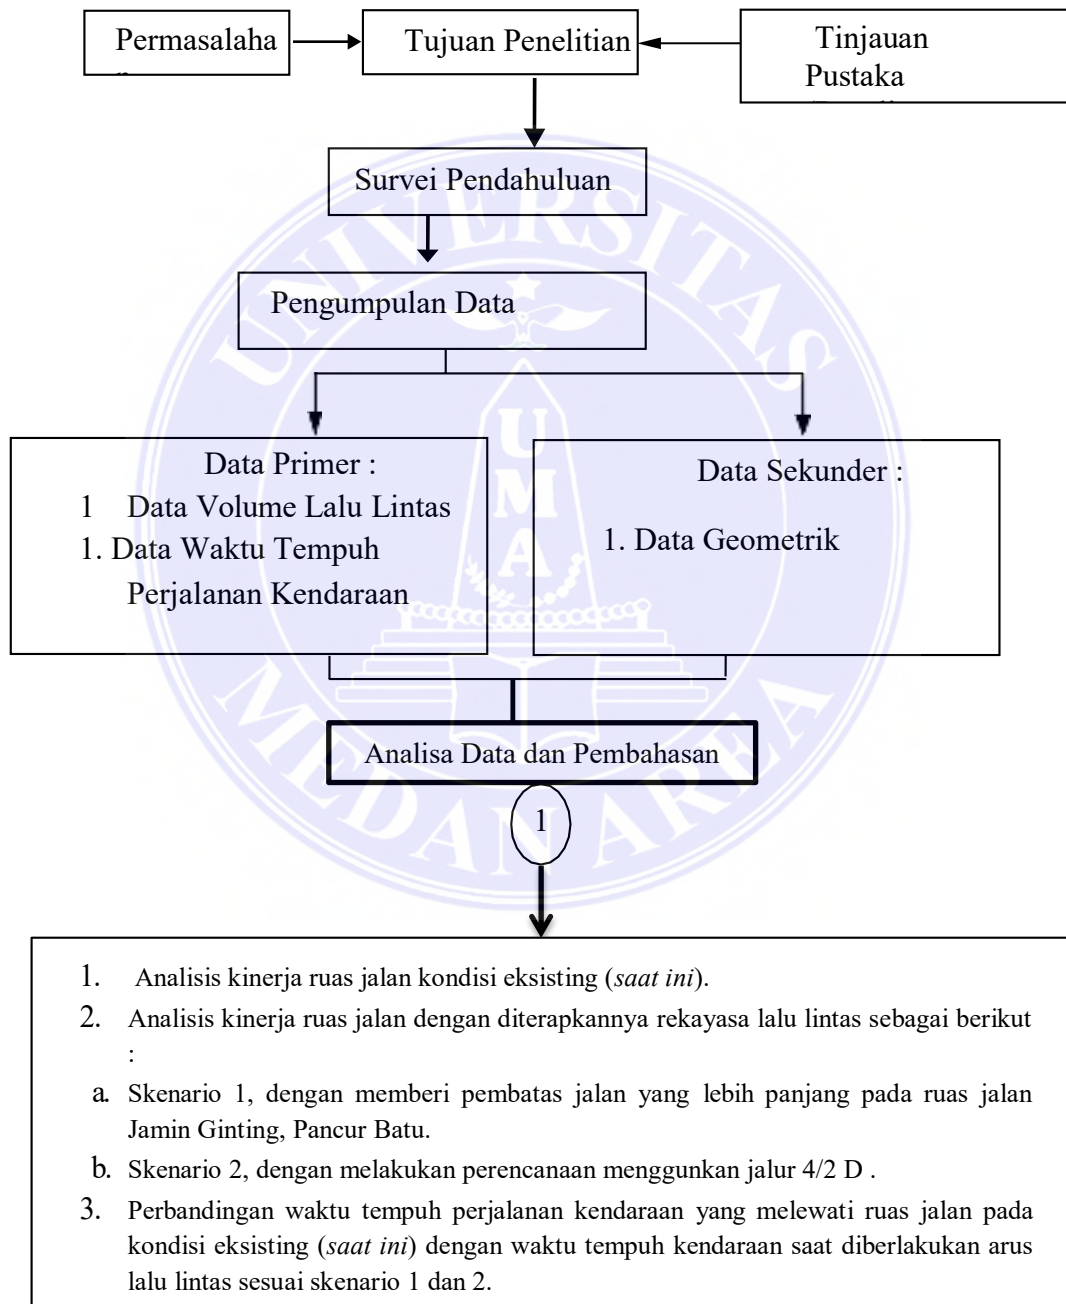 Permasalaha
Tujuan Penelitian
Tinjauan
Pustaka
Survei Pendahuluan
Pengumpulan Data
Data Primer :
1 Data Volume Lalu Lintas
1. Data Waktu Tempuh
Perjalanan Kendaraan
Data Sekunder :
1. Data Geometrik
Analisa Data dan Pembahasan
1
1. Analisis kinerja ruas jalan kondisi eksisting (saat ini).
2. Analisis kinerja ruas jalan dengan diterapkannya rekayasa lalu lintas sebagai berikut
:
a. Skenario 1, dengan memberi pembatas jalan yang lebih panjang pada ruas jalan
Jamin Ginting, Pancur Batu.
b. Skenario 2, dengan melakukan perencanaan menggunkan jalur 4/2 D .
3. Perbandingan waktu tempuh perjalanan kendaraan yang melewati ruas jalan pada
kondisi eksisting (saat ini) dengan waktu tempuh kendaraan saat diberlakukan arus
lalu lintas sesuai skenario 1 dan 2.
UNIVERSITAS
MEDAN AREA
UMA